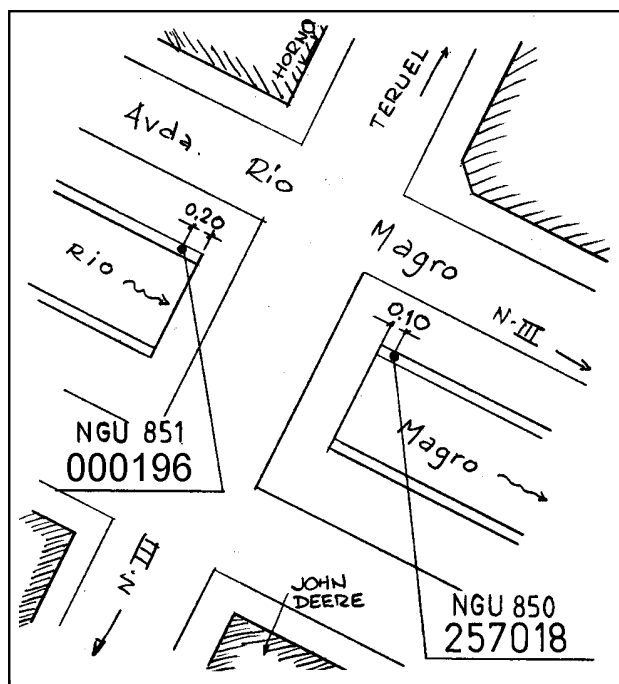 HORNO
TERUEL
Avda. Río Magro
0.20
Rio
N-III
0.10
NGU 851
000196
Magro
N-III
JOHN
DEERE
NGU 850
257018